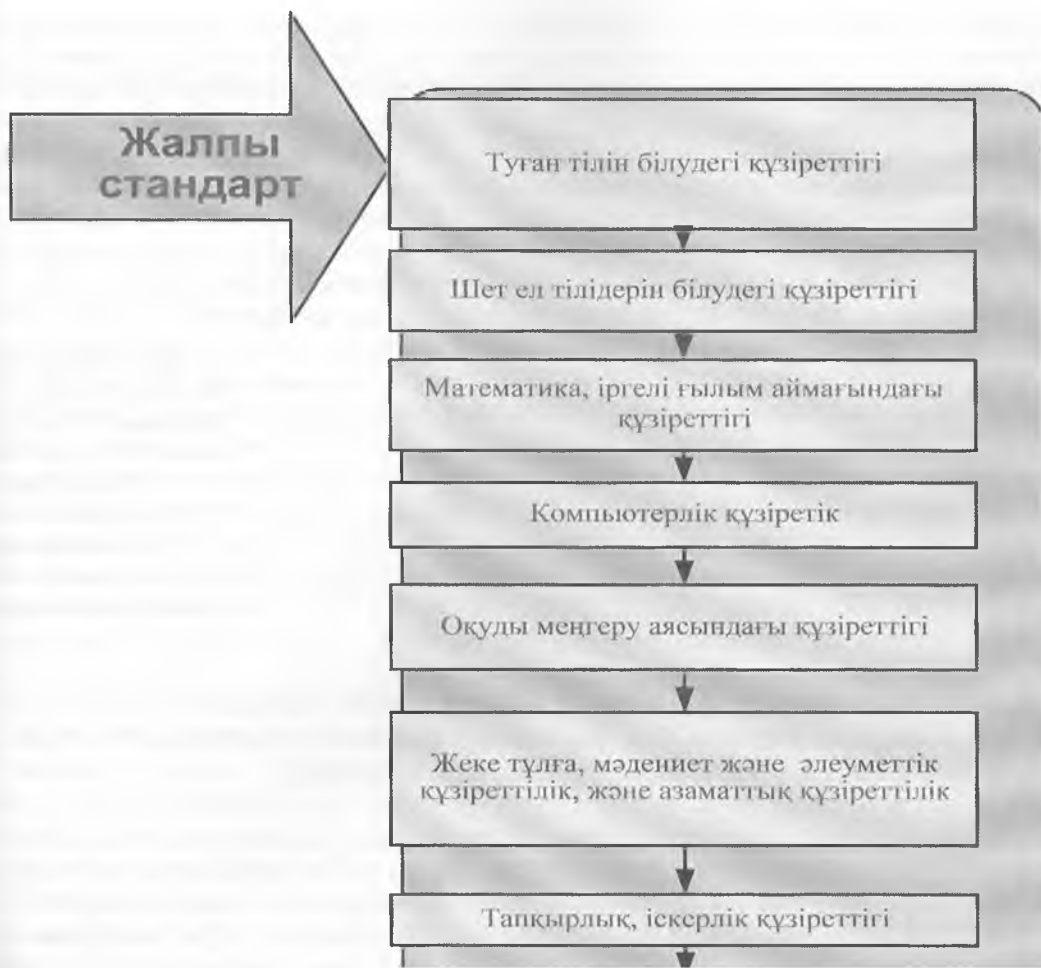 Жалпы
стандарт
Туған тілін білудегі құзіреттігі
Шет ел тілідерін білудегі құзіреттігі
Математика, іргелі ғылым аймағындағы
құзіреттігі
Компьютерлік құзіретік
Оқуды меңгеру аясындағы құзіреттігі
Жеке тұлға, мәдениет және әлеуметтік
құзіреттілік, және азаматтық құзіреттілік
Тапқырлық, іскерлік құзіреттігі